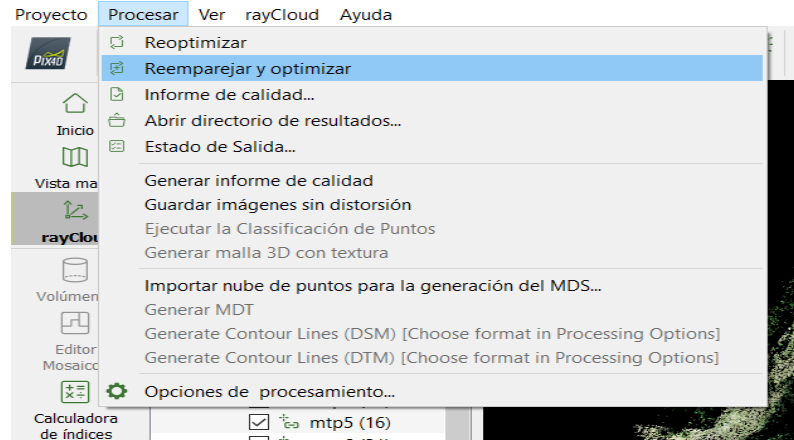 Proyecto Procesar Ver rayCloud Ayuda
PIX4D
Reoptimizar
Reemparejar y optimizar
Informe de calidad...
Abrir directorio de resultados...
Estado de Salida...
Generar informe de calidad
Guardar imágenes sin distorsión
Ejecutar la Classificación de Puntos
Generar malla 3D con textura
Importar nube de puntos para la generación del MDS...
Generar MDT
Generate Contour Lines (DSM) [Choose format in Processing Options]
Generate Contour Lines (DTM) [Choose format in Processing Options]
Opciones de procesamiento...
Inicio
Vista ma
rayClou
Volúmen
Editor
Mosaico
Calculadora
de índices
mtp5 (16)